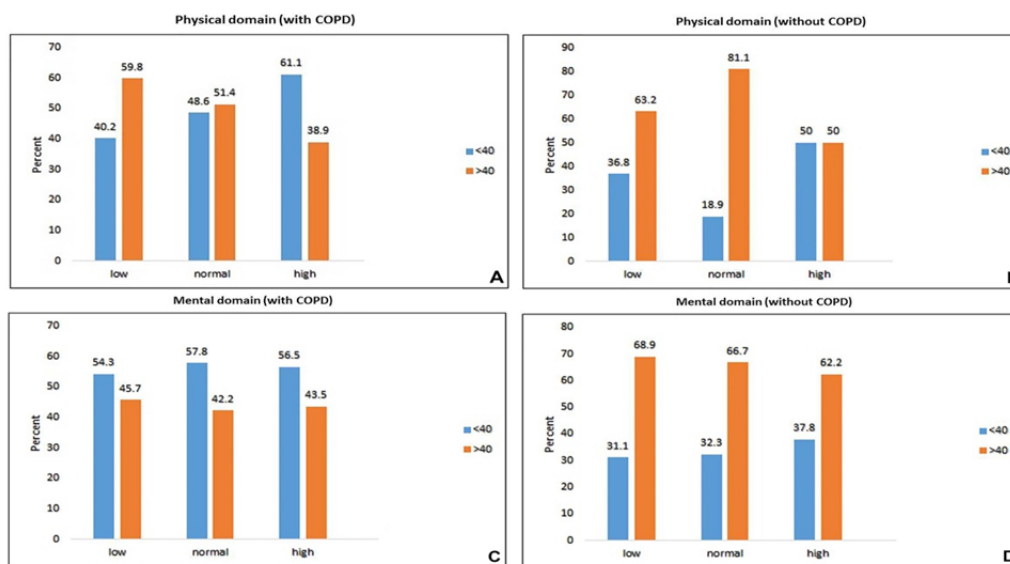 Physical domain (with COPD)
70
60
50
40
30
20
10
0
Percent
40.2
59.8
48.6
51.4
61.1
38.9
low
normal
high
<40
>40
A
Physical domain (without COPD)
90
80
70
60
50
40
30
20
10
0
Percent
36.8
63.2
18.9
81.1
50
50
low
normal
high
<40
>40
Mental domain (with COPD)
70
60
50
40
30
20
10
0
Percent
54.3
45.7
57.8
42.2
56.5
43.5
low
normal
high
<40
>40
C
Mental domain (without COPD)
80
70
60
50
40
30
20
10
0
Percent
31.1
68.9
32.3
66.7
37.8
62.2
low
normal
high
<40
>40
D